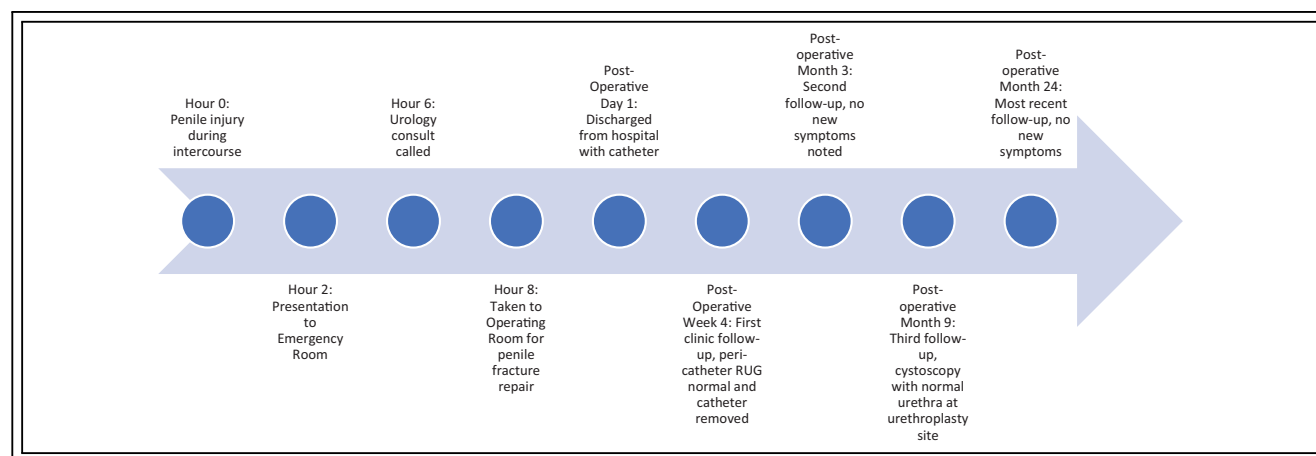 Hour 0:
Penile injury
during
intercourse
Hour 2:
Presentation
to
Emergency
Room
Hour 6:
Urology
consult
called
Hour 8:
Taken to
Operating
Room for
penile
fracture
repair
Post-
Operative
Day 1:
Discharged
from hospital
with catheter
Post-
Operative
Week 4: First
clinic follow-
up, peri-
catheter RUG
normal and
catheter
removed
Post-
operative
Month 3:
Second
follow-up, no
new
symptoms
noted
Post-
operative
Month 9:
Third follow-
up,
cystoscopy
with normal
urethra at
urethroplasty
site
Post-
operative
Month 24:
Most recent
follow-up, no
new
symptoms